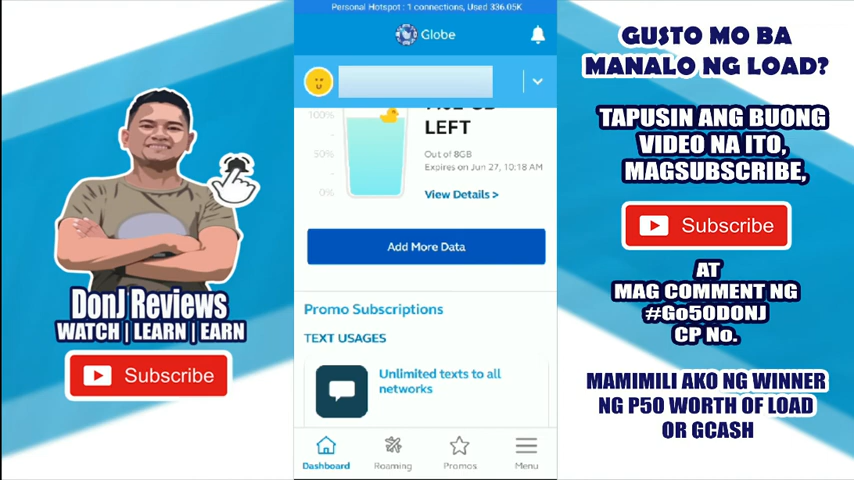 Personal Hotspot: 1 connections, Used 336.05K
Globe
100%
LEFT
50%
Out of 8GB
Expires on Jun 27, 10:18 AM
0%
View Details >
Add More Data
Promo Subscriptions
TEXT USAGES
Unlimited texts to all
networks
Dashboard
Roaming
Promos
Menu
DonJ Reviews
WATCH | LEARN | EARN
Subscribe
GUSTO MO BA
MANALO NG LOAD?
TAPUSIN ANG BUONG
VIDEO NA ITO,
MAGSUBSCRIBE,
Subscribe
AT
MAG COMMENT NG
#Go50DONJ
CP No.
MAMIMILI AKO NG WINNER
NG P50 WORTH OF LOAD
OR GCASH